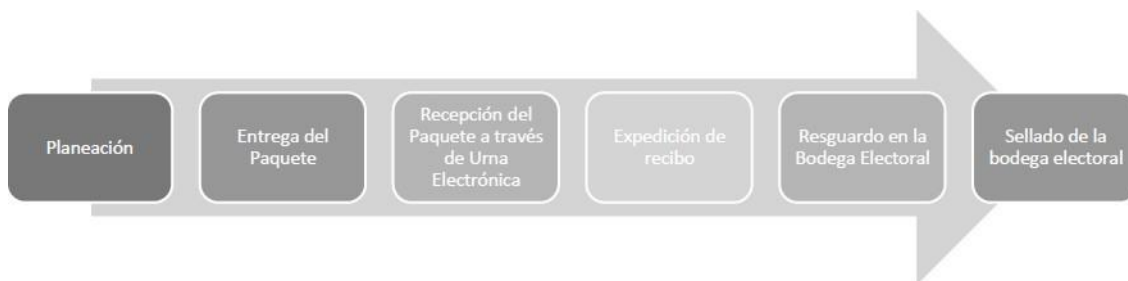 Planeación
Entrega del
Paquete
Recepción del
Paquete a través
de Urna
Electrónica
Expedición de
recibo
Resguardo en la
Bodega Electoral
Sellado de la
bodega electoral